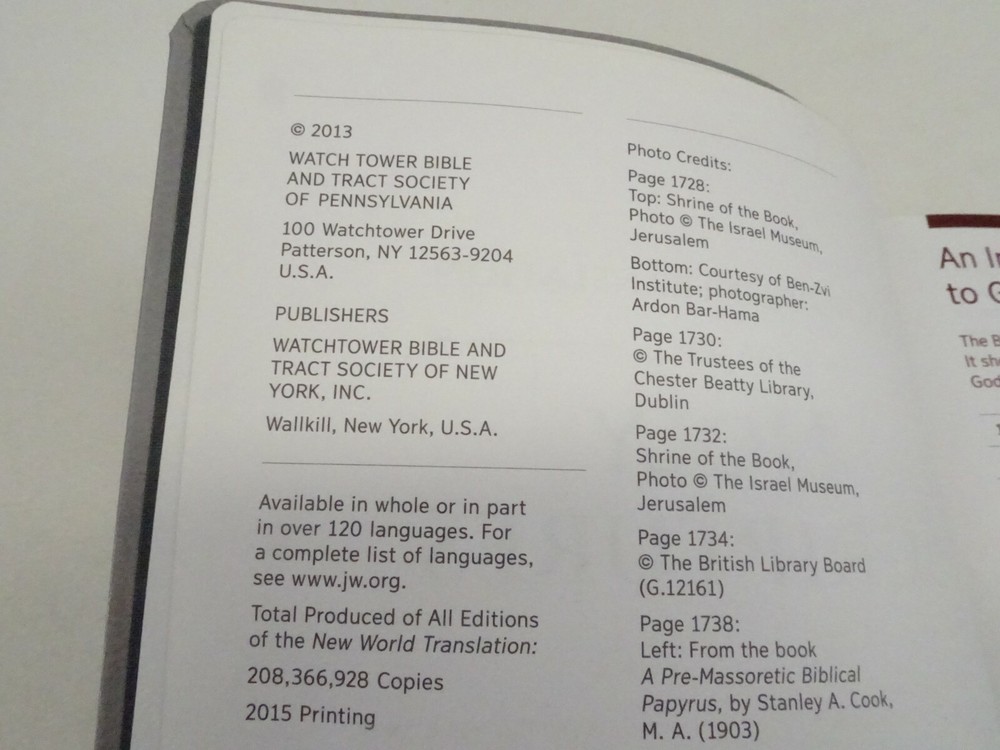 © 2013
WATCH TOWER BIBLE
AND TRACT SOCIETY
OF PENNSYLVANIA
100 Watchtower Drive
Patterson, NY 12563-9204
U.S.A.
PUBLISHERS
WATCHTOWER BIBLE AND
TRACT SOCIETY OF NEW
YORK, INC.
Wallkill, New York, U.S.A.
Available in whole or in part
in over 120 languages. For
a complete list of languages,
see www.jw.org.
Total Produced of All Editions
of the New World Translation:
208,366,928 Copies
2015 Printing
Photo Credits:
Page 1728:
Top: Shrine of the Book,
Photo © The Israel Museum,
Jerusalem
Bottom: Courtesy of Ben-Zvi
Institute; photographer:
Ardon Bar-Hama
Page 1730:
© The Trustees of the
Chester Beatty Library,
Dublin
Page 1732:
Shrine of the Book,
Photo © The Israel Museum,
Jerusalem
Page 1734:
© The British Library Board
(G.12161)
Page 1738:
Left: From the book
A Pre-Massoretic Biblical
Papyrus, by Stanley A. Cook,
M. A. (1903)
An
to
The
It
God